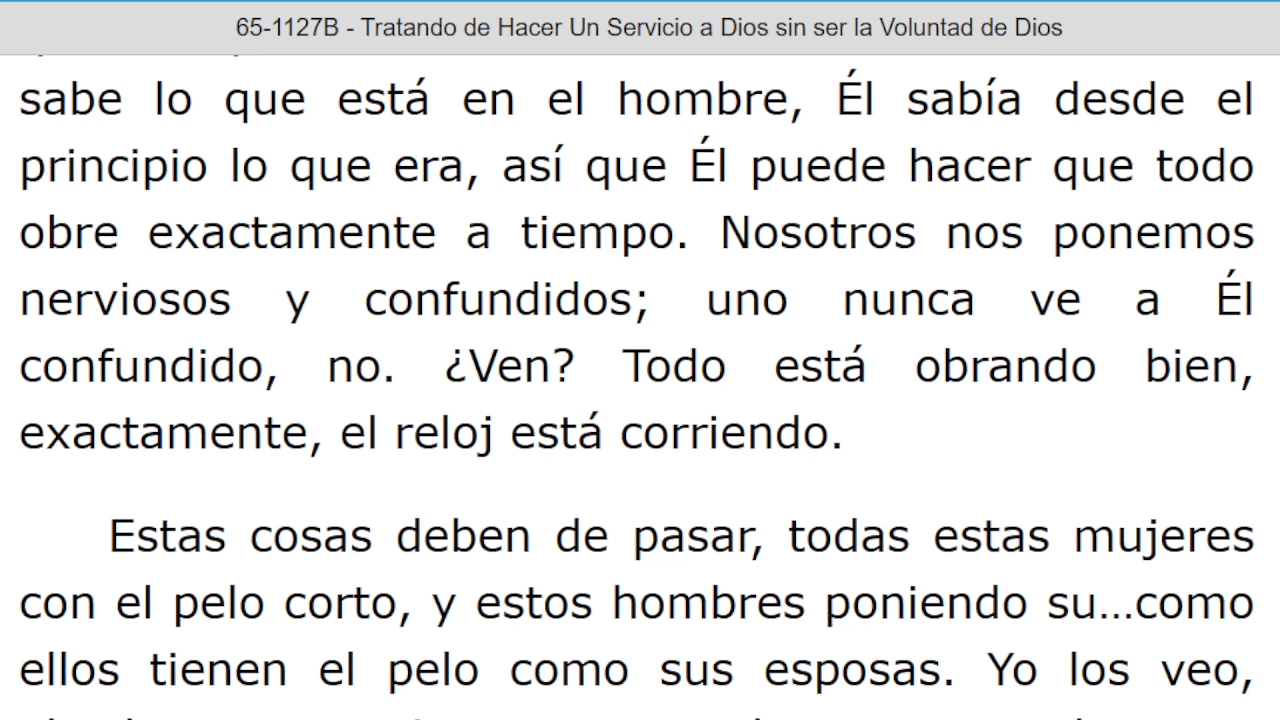 65-1127B - Tratando de Hacer Un Servicio a Dios sin ser la Voluntad de Dios
sabe lo que está en el hombre, Él sabía desde el
principio lo que era, así que Él puede hacer que todo
obre exactamente a tiempo. Nosotros nos ponemos
nerviosos y confundidos; uno nunca ve a Él
confundido, no. ¿Ven? Todo está obrando bien,
exactamente, el reloj está corriendo.
Estas cosas deben de pasar, todas estas mujeres
con el pelo corto, y estos hombres poniendo su...como
ellos tienen el pelo como sus esposas. Yo los veo,